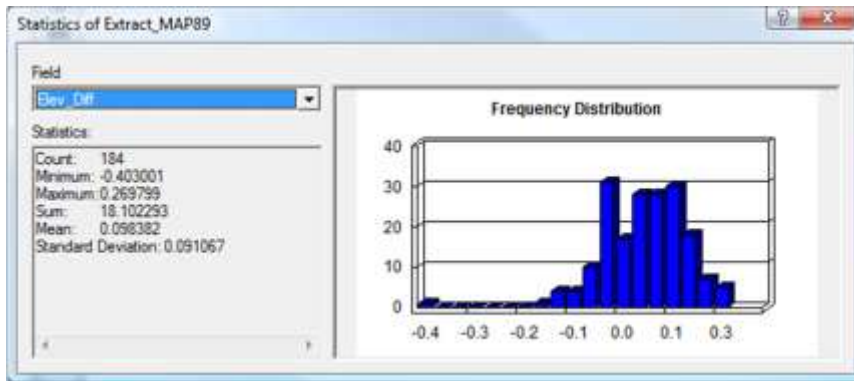 Statistics of Extract_MAP89
Field
Elev_Diff
Statistics:
Count: 184
Minimum: -0.403001
Maximum: 0.269799
Sum: 18.102293
Mean: 0.098382
Standard Deviation: 0.091067
Frequency Distribution
40
30
20
10
0
-0.4 -0.3 -0.2 -0.1 0.0 0.1 0.3